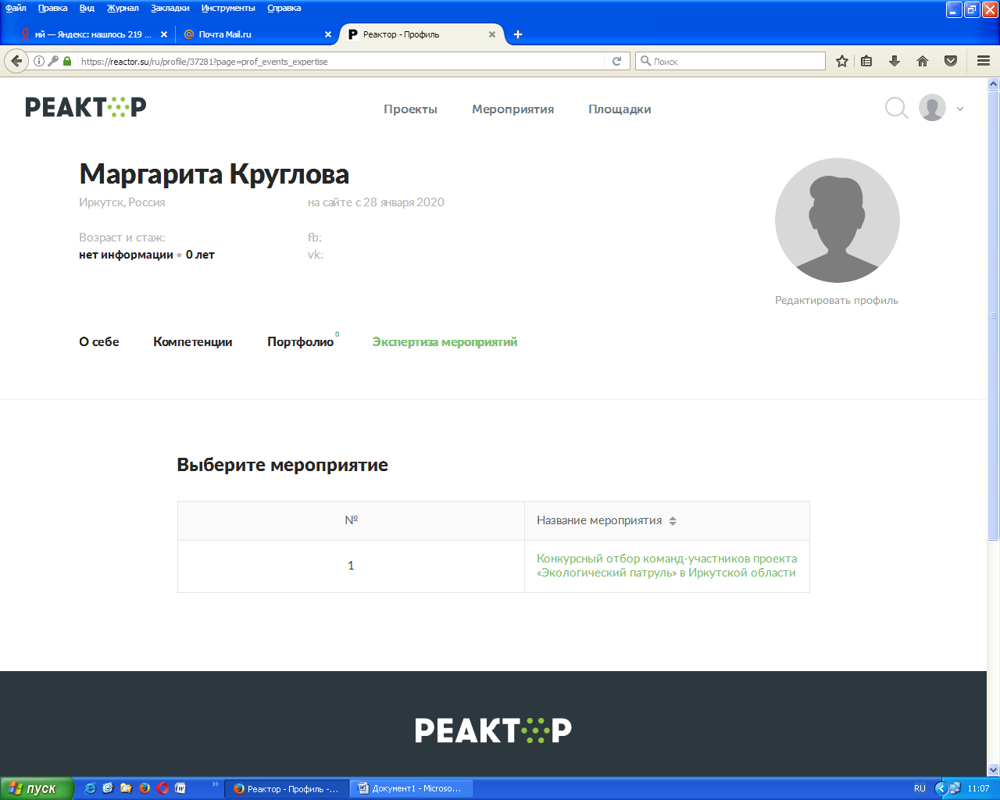 Файл Правка Вид Журнал Закладки Инструменты Справка
мй — Яндекс: нашлось 219 ...
Почта Mail.ru
Реактор - Профиль
https://reactor.su/ru/profile/37281?page=prof_events_expertise
Поиск
РЕАКТОР
Проекты
Мероприятия
Площадки
Маргарита Круглова
Иркутск, Россия
на сайте с 28 января 2020
Возраст и стаж:
fb:
нет информации • 0 лет
vk:
Редактировать профиль
О себе
Компетенции
Портфолио 0
Экспертиза мероприятий
Выберите мероприятие
№
Название мероприятия
1
Конкурсный отбор команд-участников проекта
«Экологический патруль» в Иркутской области
РЕАКТОР
пуск
Реактор - Профиль -...
Документ1 - Microso...
RU
11:07